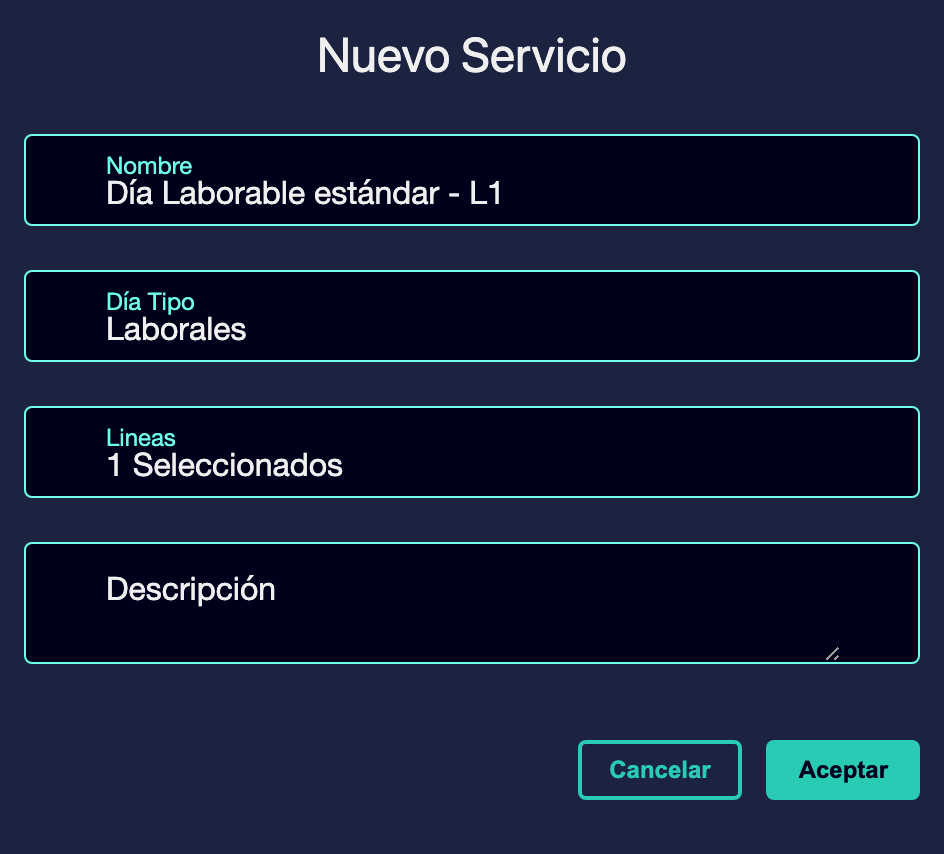 Nuevo Servicio
Nombre
Día Laborable estándar - L1
Día Tipo
Laborales
Lineas
1 Seleccionados
Descripción
Cancelar
Aceptar